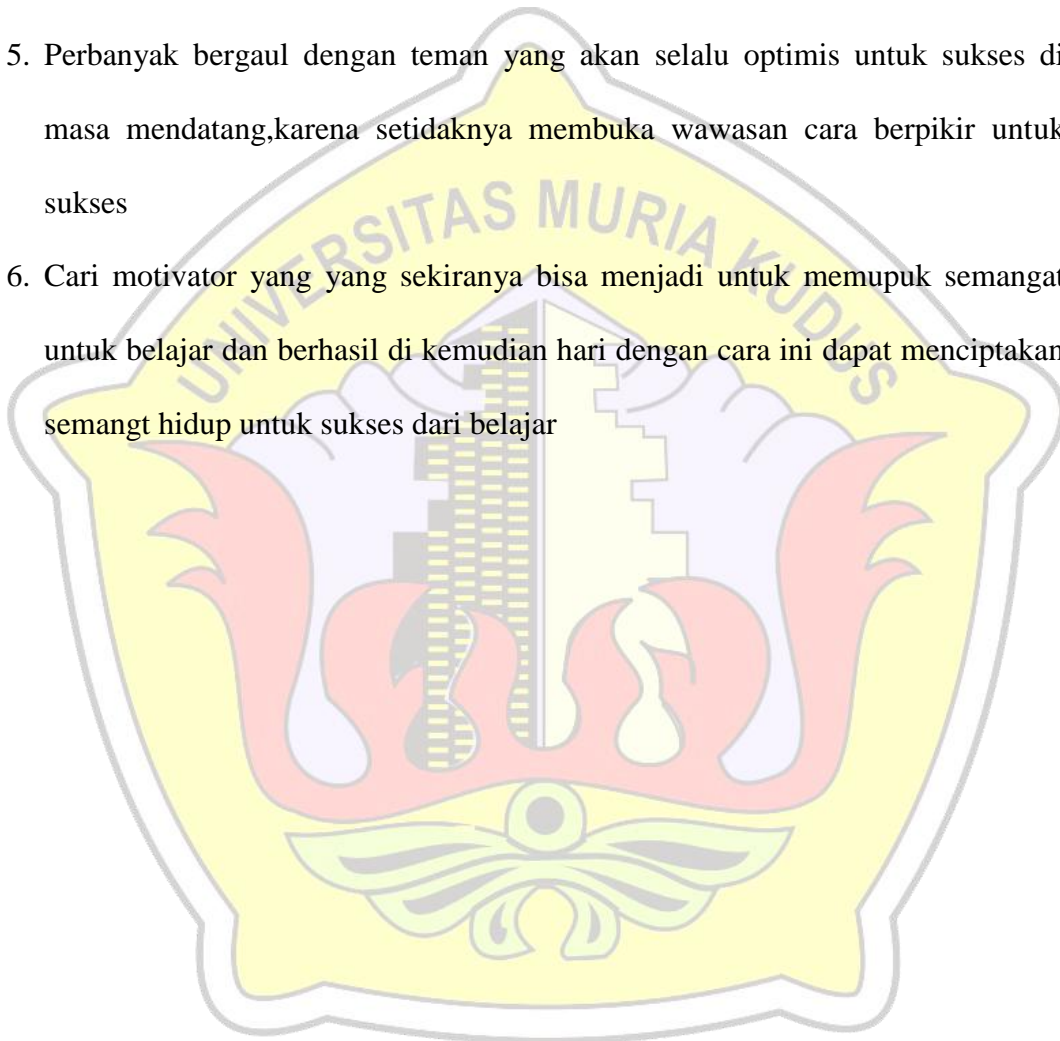 5. Perbanyak bergaul dengan teman yang akan selalu optimis untuk sukses di
masa mendatang,karena setidaknya membuka wawasan cara berpikir untuk
sukses
UNIVERSITAS MURIA KUDUS
6. Cari motivator yang yang sekiranya bisa menjadi untuk memupuk semangat
untuk belajar dan berhasil di kemudian hari dengan cara ini dapat menciptakan
semangt hidup untuk sukses dari belajar